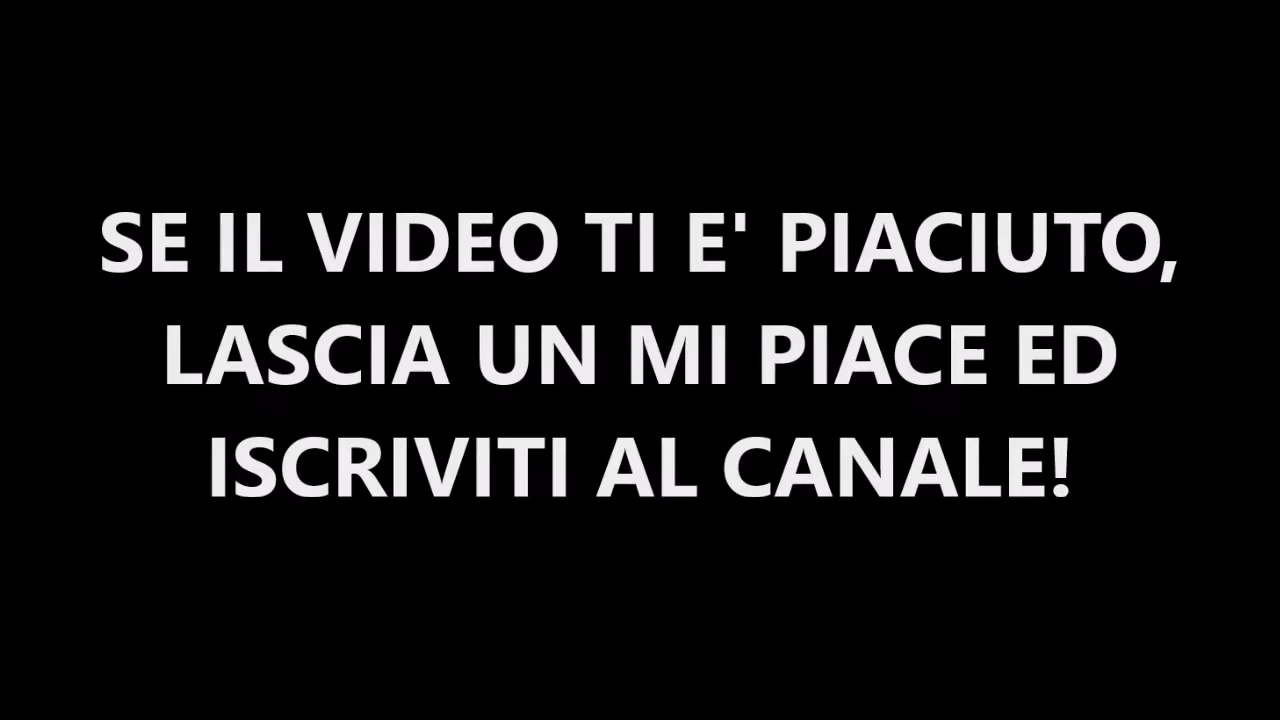 SE IL VIDEO TI E' PIACIUTO,
LASCIA UN MI PIACE ED
ISCRIVITI AL CANALE!